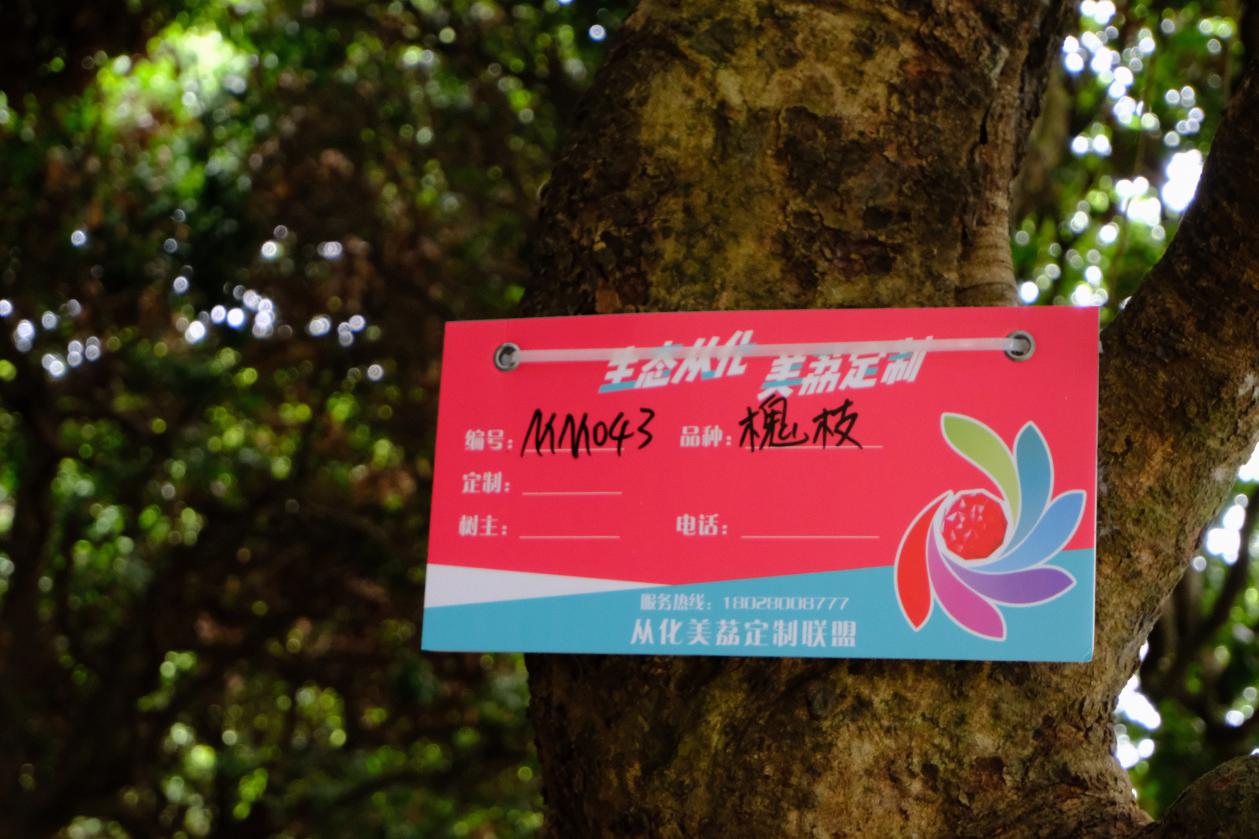 生态从化 美荔定制
编号：MM043 品种：槐枝
定制：
树主： 电话：
服务热线：18028008777
从化美荔定制联盟